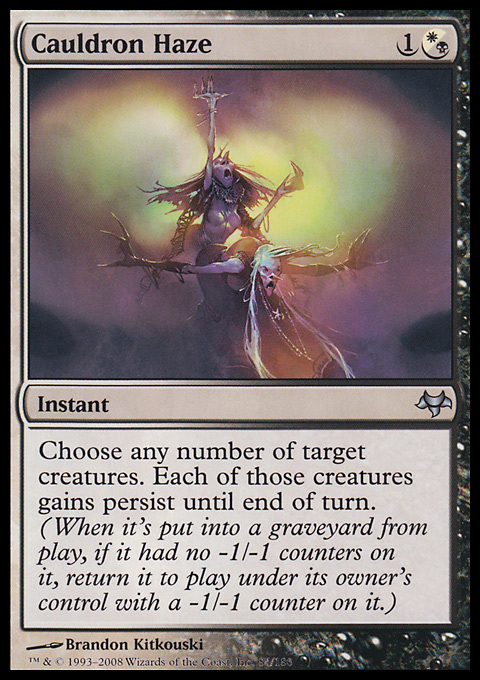 Cauldron Haze 1
Instant
Choose any number of target
creatures. Each of those creatures
gains persist until end of turn.
(When it's put into a graveyard from
play, if it had no -1/-1 counters on
it, return it to play under its owner's
control with a -1/-1 counter on it.)
Brandon Kitkouski
™ & © 1993–2008 Wizards of the Coast, Inc. 84/180